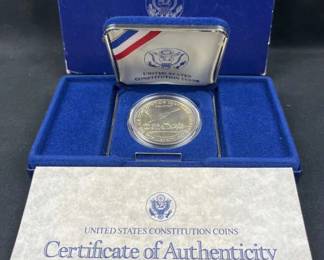 UNITED STATES
CONSTITUTION COINS
UNITED STATES CONSTITUTION COINS
Certificate of Authenticity